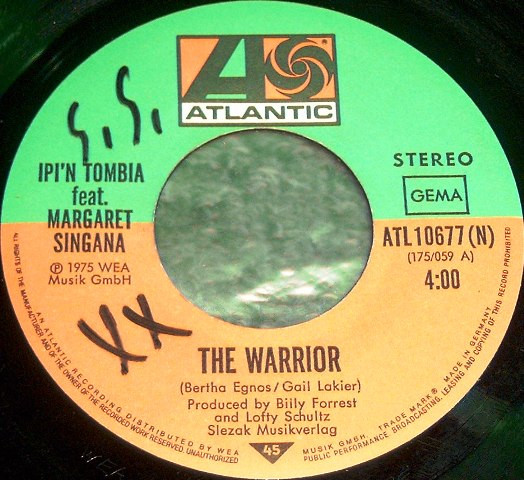 ATLANTIC
S.S.
IPI'N TOMBIA
feat.
MARGARET
SINGANA
℗ 1975 WEA
Musik GmbH
STEREO
GEMA
ATL 10677 (N)
(175/059 A)
4:00
XX
THE WARRIOR
(Bertha Egnos/Gail Lakier)
Produced by Billy Forrest
and Lofty Schultz
Slezak Musikverlag
45
ALL RIGHTS OF THE MANUFACTURER AND OF THE OWNER OF THE RECORDED WORK RESERVED. UNAUTHORIZED
PUBLIC PERFORMANCE BROADCASTING, LEASING AND COPYING OF THIS RECORD PROHIBITED
AN ATLANTIC RECORDING DISTRIBUTED BY WEA
MUSIK GMBH. TRADE MARK ® MADE IN GERMANY.